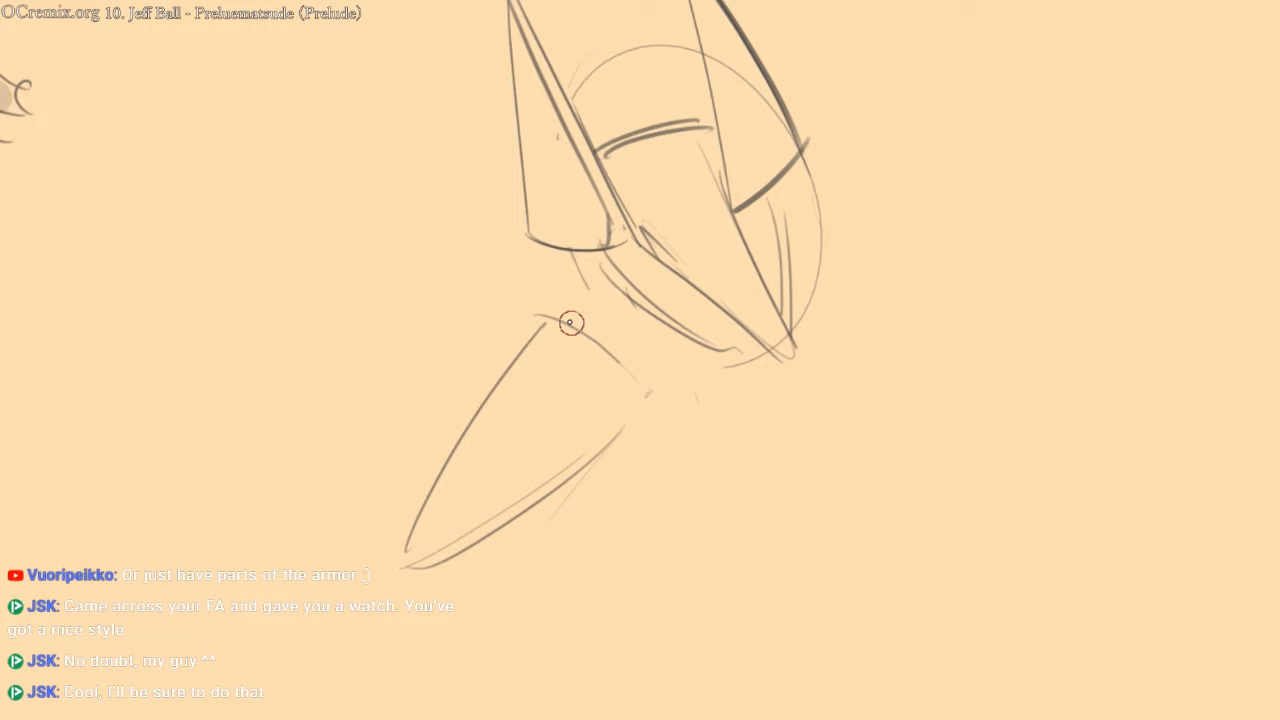 OCremix.org 10. Jeff Ball - Preluematsude (Prelude)
Vuoripeikko: Or just have parts of the armor ;)
JSK: Came across your FA and gave you a watch. You've
got a nice style
JSK: No doubt, my guy ^^
JSK: Cool, I'll be sure to do that